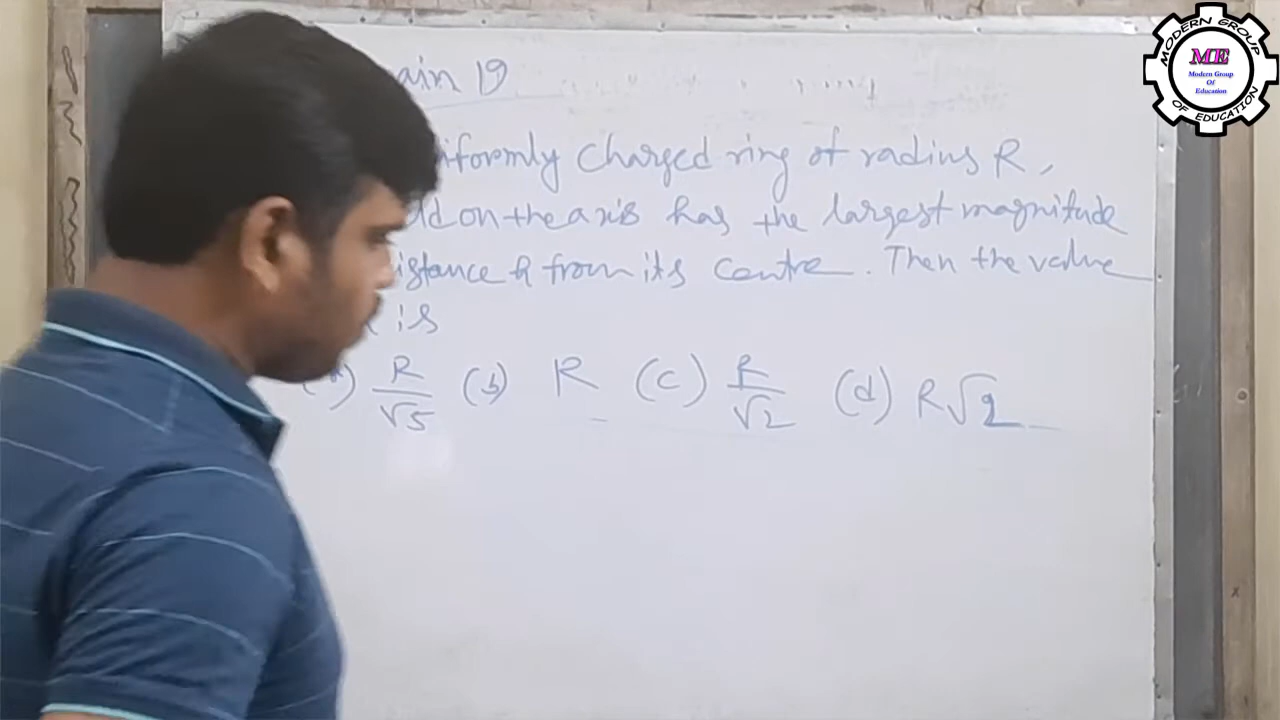 ain 19
iformly charged ring of radius R,
ld on the axis has the largest magnitude
istance h from its centre. Then the value
is
(a) R/√5 (b) R (c) R/√2 (d) R√2
MODERN GROUP
ME
Modern Group
Of
Education
OF EDUCATION